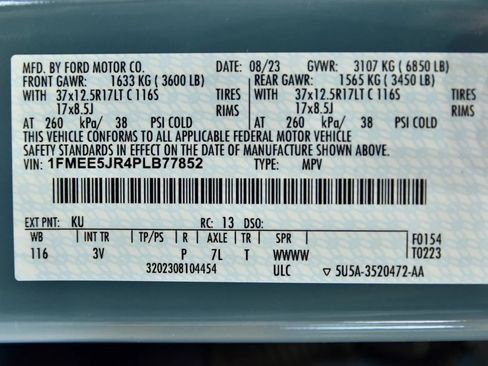 MFD. BY FORD MOTOR CO. DATE: 08/23 GVWR: 3107 KG (6850 LB)
FRONT GAWR: 1633 KG (3600 LB) REAR GAWR: 1565 KG (3450 LB)
WITH 37x12.5R17LT C 116S TIRES WITH 37x12.5R17LT C 116S TIRES
17x8.5J RIMS 17x8.5J RIMS
AT 260 kPa/ 38 PSI COLD AT 260 kPa/ 38 PSI COLD
THIS VEHICLE CONFORMS TO ALL APPLICABLE FEDERAL MOTOR VEHICLE
SAFETY STANDARDS IN EFFECT ON THE DATE OF MANUFACTURE SHOWN ABOVE
VIN: 1FMEE5JR4PLB77852 TYPE: MPV
EXT PNT: KU RC: 13 DSO:
WB INT TR TP/PS R AXLE TR SPR F0154
116 3V P 7L T WWWW T0223
3202308104454 ULC ▽ 5U5A-3520472-AA